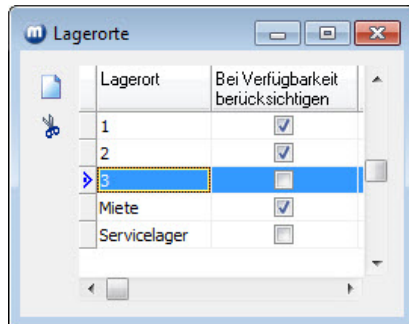 Lagerorte
Lagerort Bei Verfügbarkeit
berücksichtigen
1
2
3
Miete
Servicelager